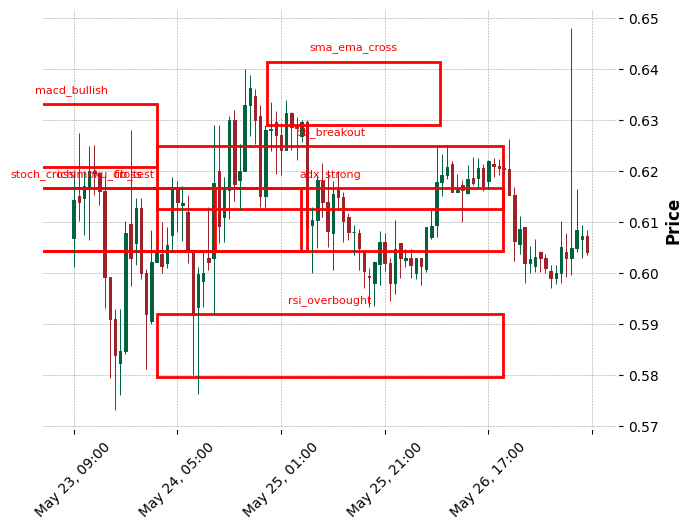 0.65
sma_ema_cross
0.64
macd_bullish
0.63
_breakout
0.62
adx_strong
0.61
Price
0.60
rsi_overbought
0.59
0.58
0.57
May 23, 09:00
May 24, 05:00
May 25, 01:00
May 25, 21:00
May 26, 17:00